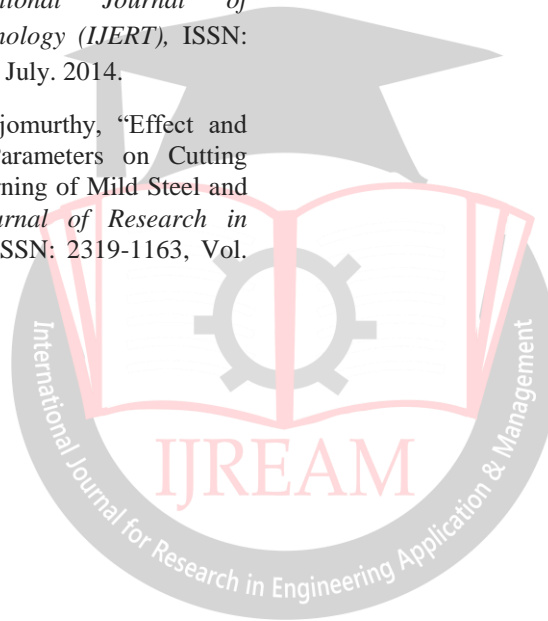 ational Journal of
nology (IJERT), ISSN:
July. 2014.
jomurthy, “Effect and
Parameters on Cutting
rning of Mild Steel and
urnal of Research in
SSN: 2319-1163, Vol.
IJREAM
International Journal for Research in Engineering Application & Management